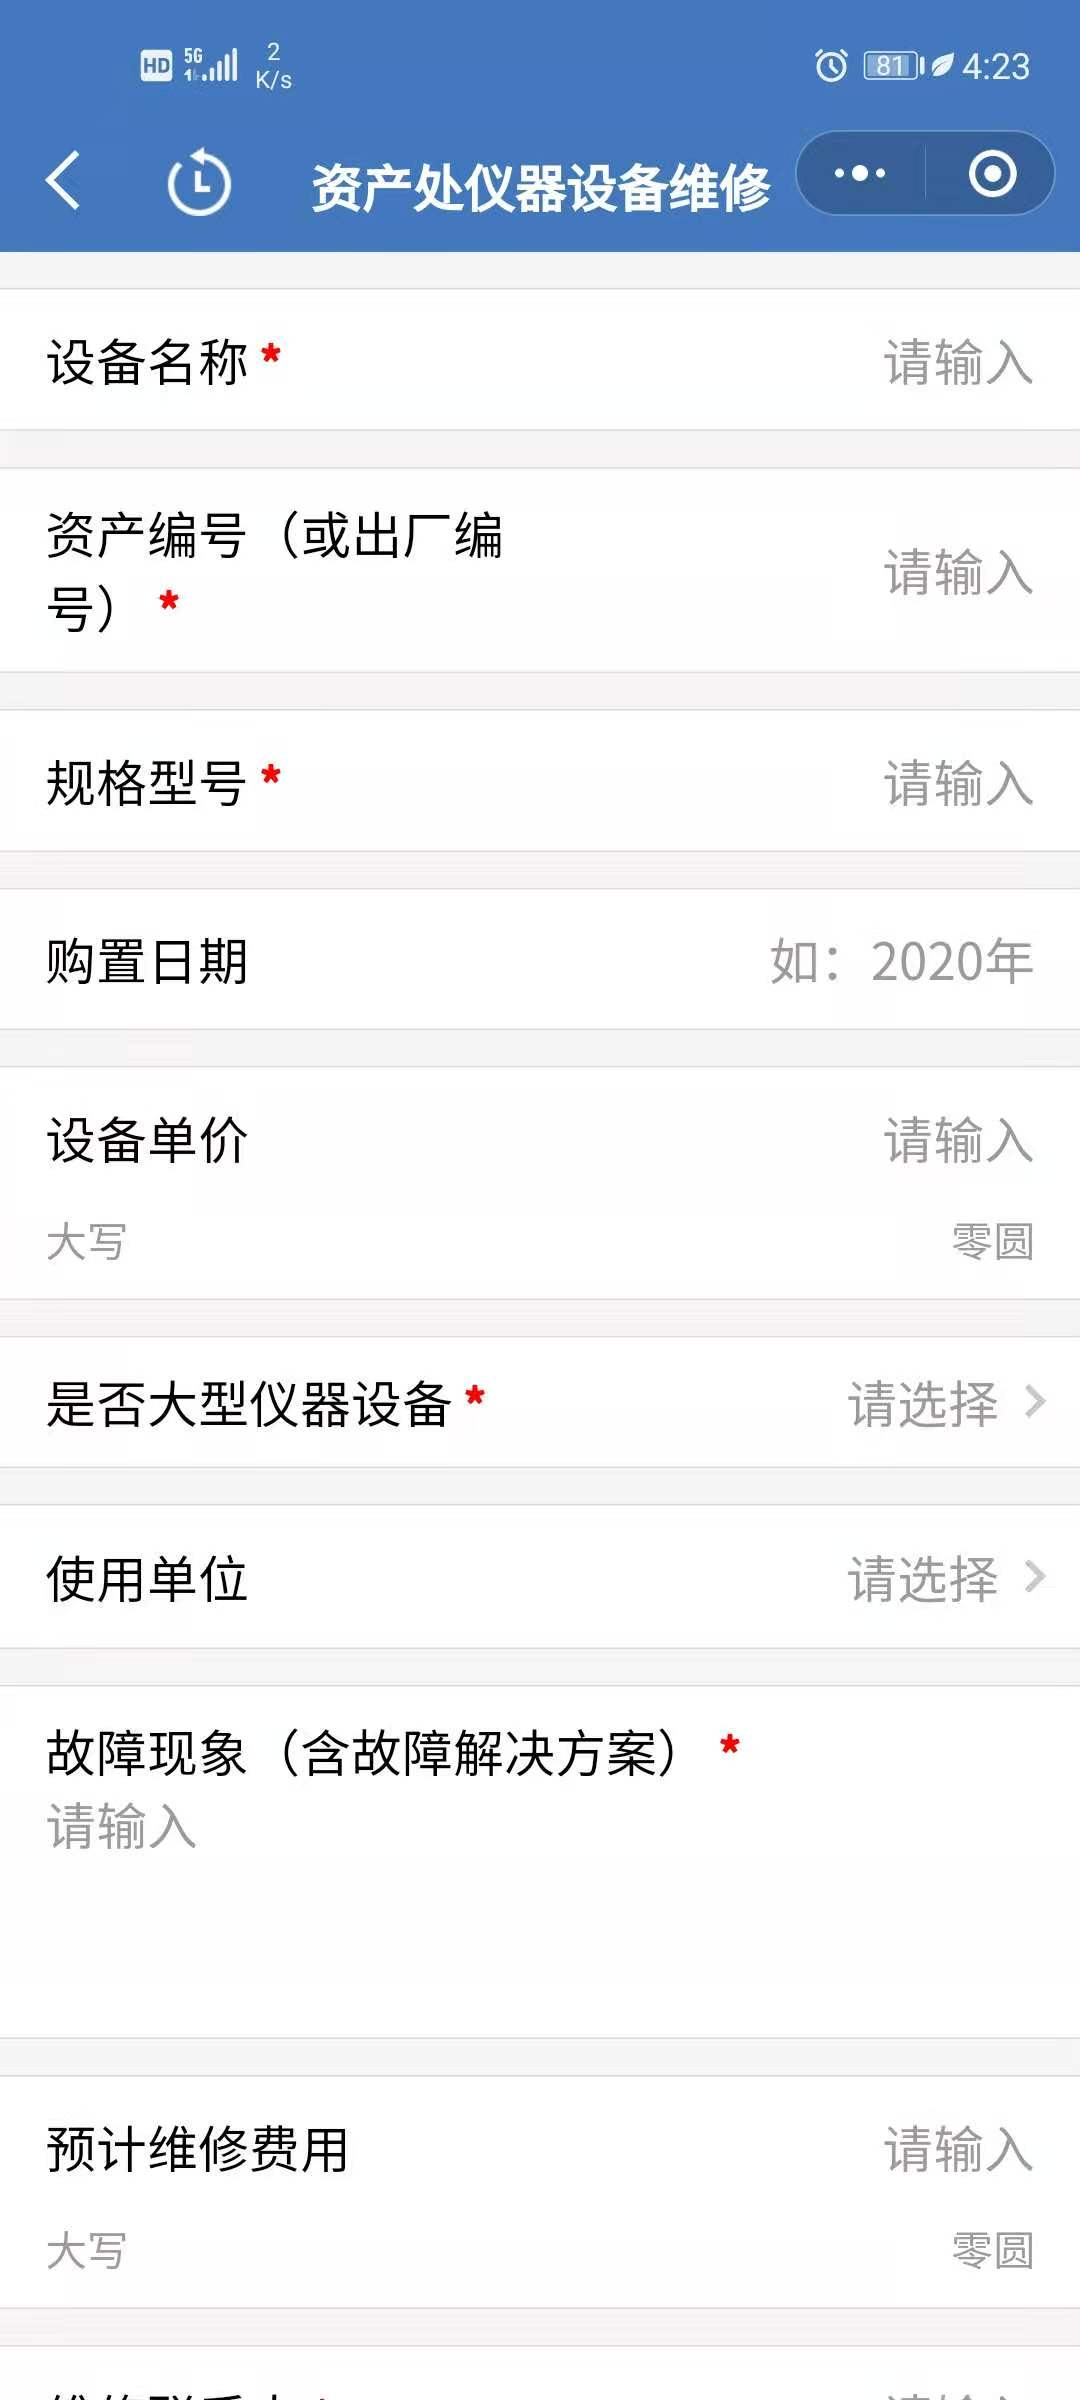 HD 5G 2 K/s 81 4:23
资产处仪器设备维修
设备名称 * 请输入
资产编号（或出厂编
号） * 请输入
规格型号 * 请输入
购置日期 如：2020年
设备单价 请输入
大写 零圆
是否大型仪器设备 * 请选择
使用单位 请选择
故障现象（含故障解决方案） *
请输入
预计维修费用 请输入
大写 零圆